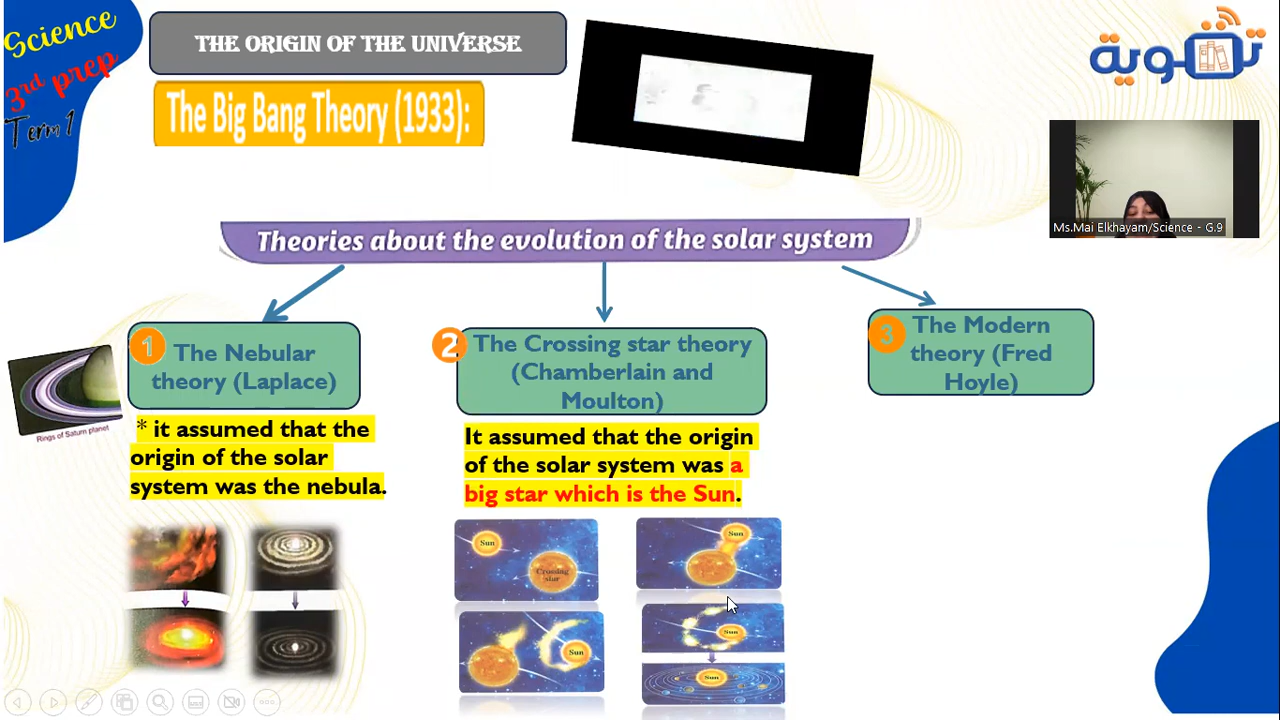 Science
3rd prep
Term 1
THE ORIGIN OF THE UNIVERSE
The Big Bang Theory (1933):
تقوية
Ms.Mai Elkhayam/Science - G.9
Theories about the evolution of the solar system
1
The Nebular
theory (Laplace)
Rings of Saturn planet
* it assumed that the
origin of the solar
system was the nebula.
2
The Crossing star theory
(Chamberlain and
Moulton)
It assumed that the origin
of the solar system was a
big star which is the Sun.
Sun
Crossing
star
Sun
Sun
Sun
Sun
3
The Modern
theory (Fred
Hoyle)